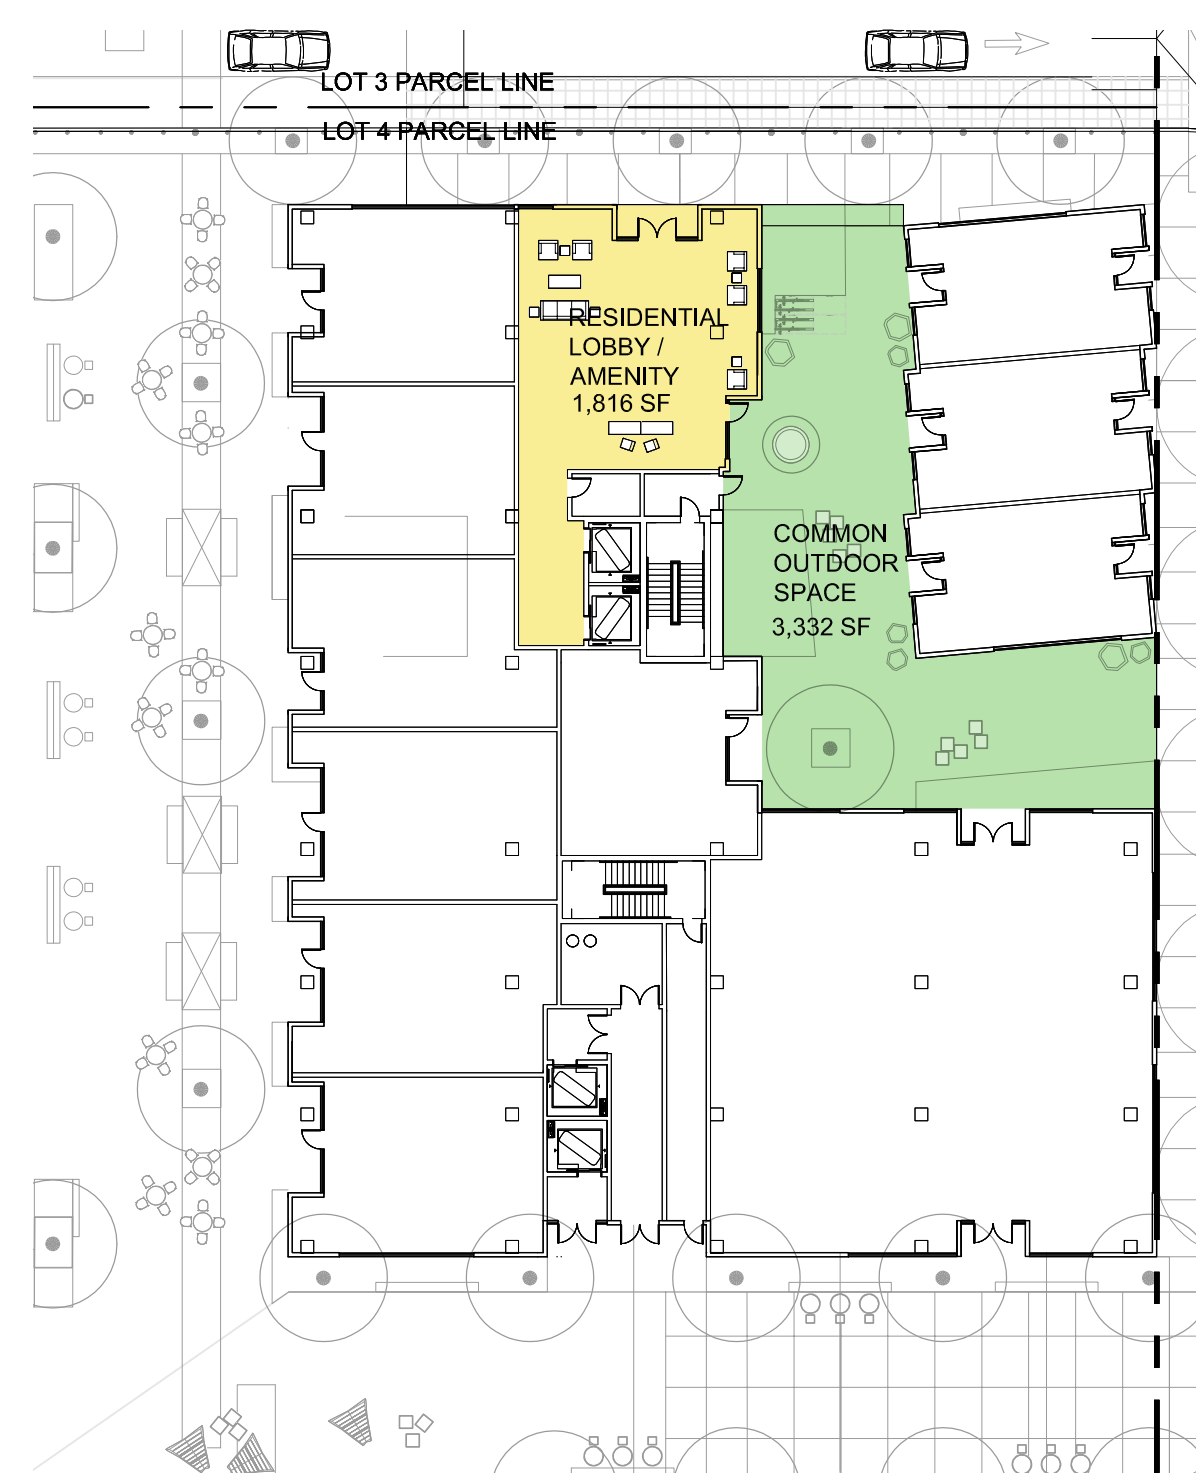 LOT 3 PARCEL LINE
LOT 4 PARCEL LINE
RESIDENTIAL
LOBBY /
AMENITY
1,816 SF
COMMON
OUTDOOR
SPACE
3,332 SF